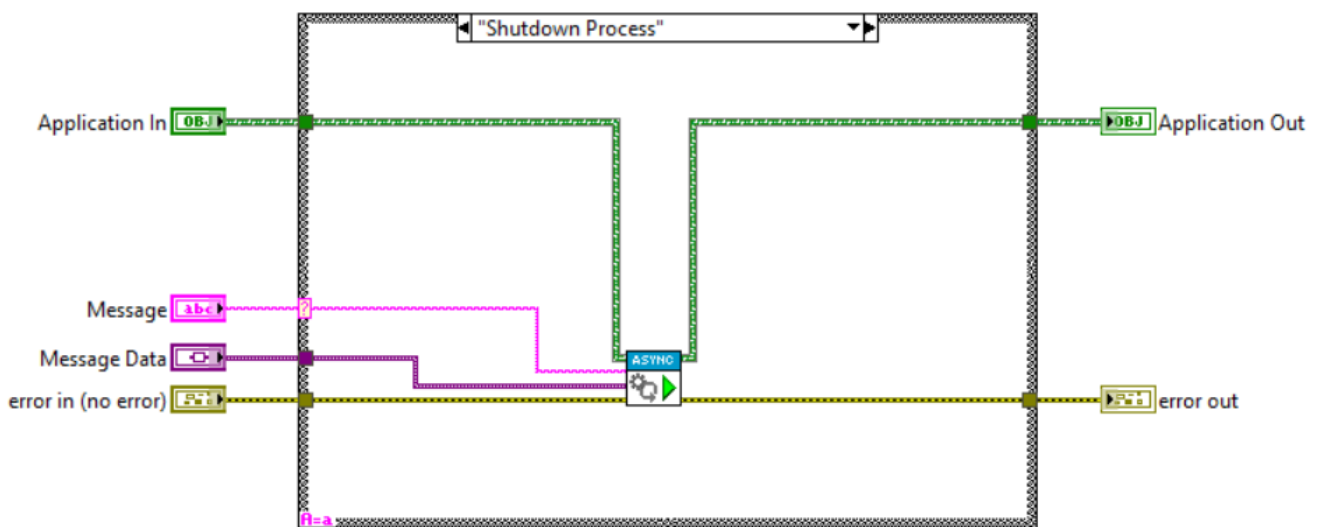 "Shutdown Process"
Application In
OBJ
OBJ
Application Out
Message
abc
?
Message Data
ASYNC
error in (no error)
error out
A=a